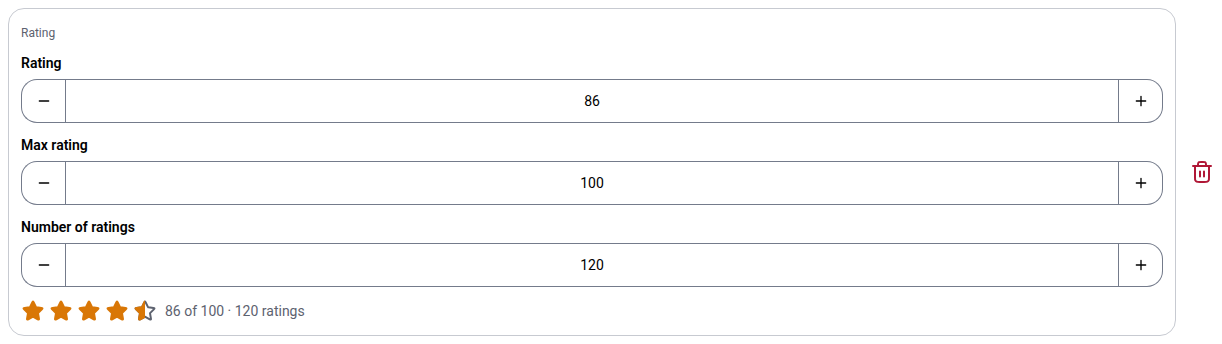 Rating
Rating
− 86 +
Max rating
− 100 +
Number of ratings
− 120 +
86 of 100 · 120 ratings